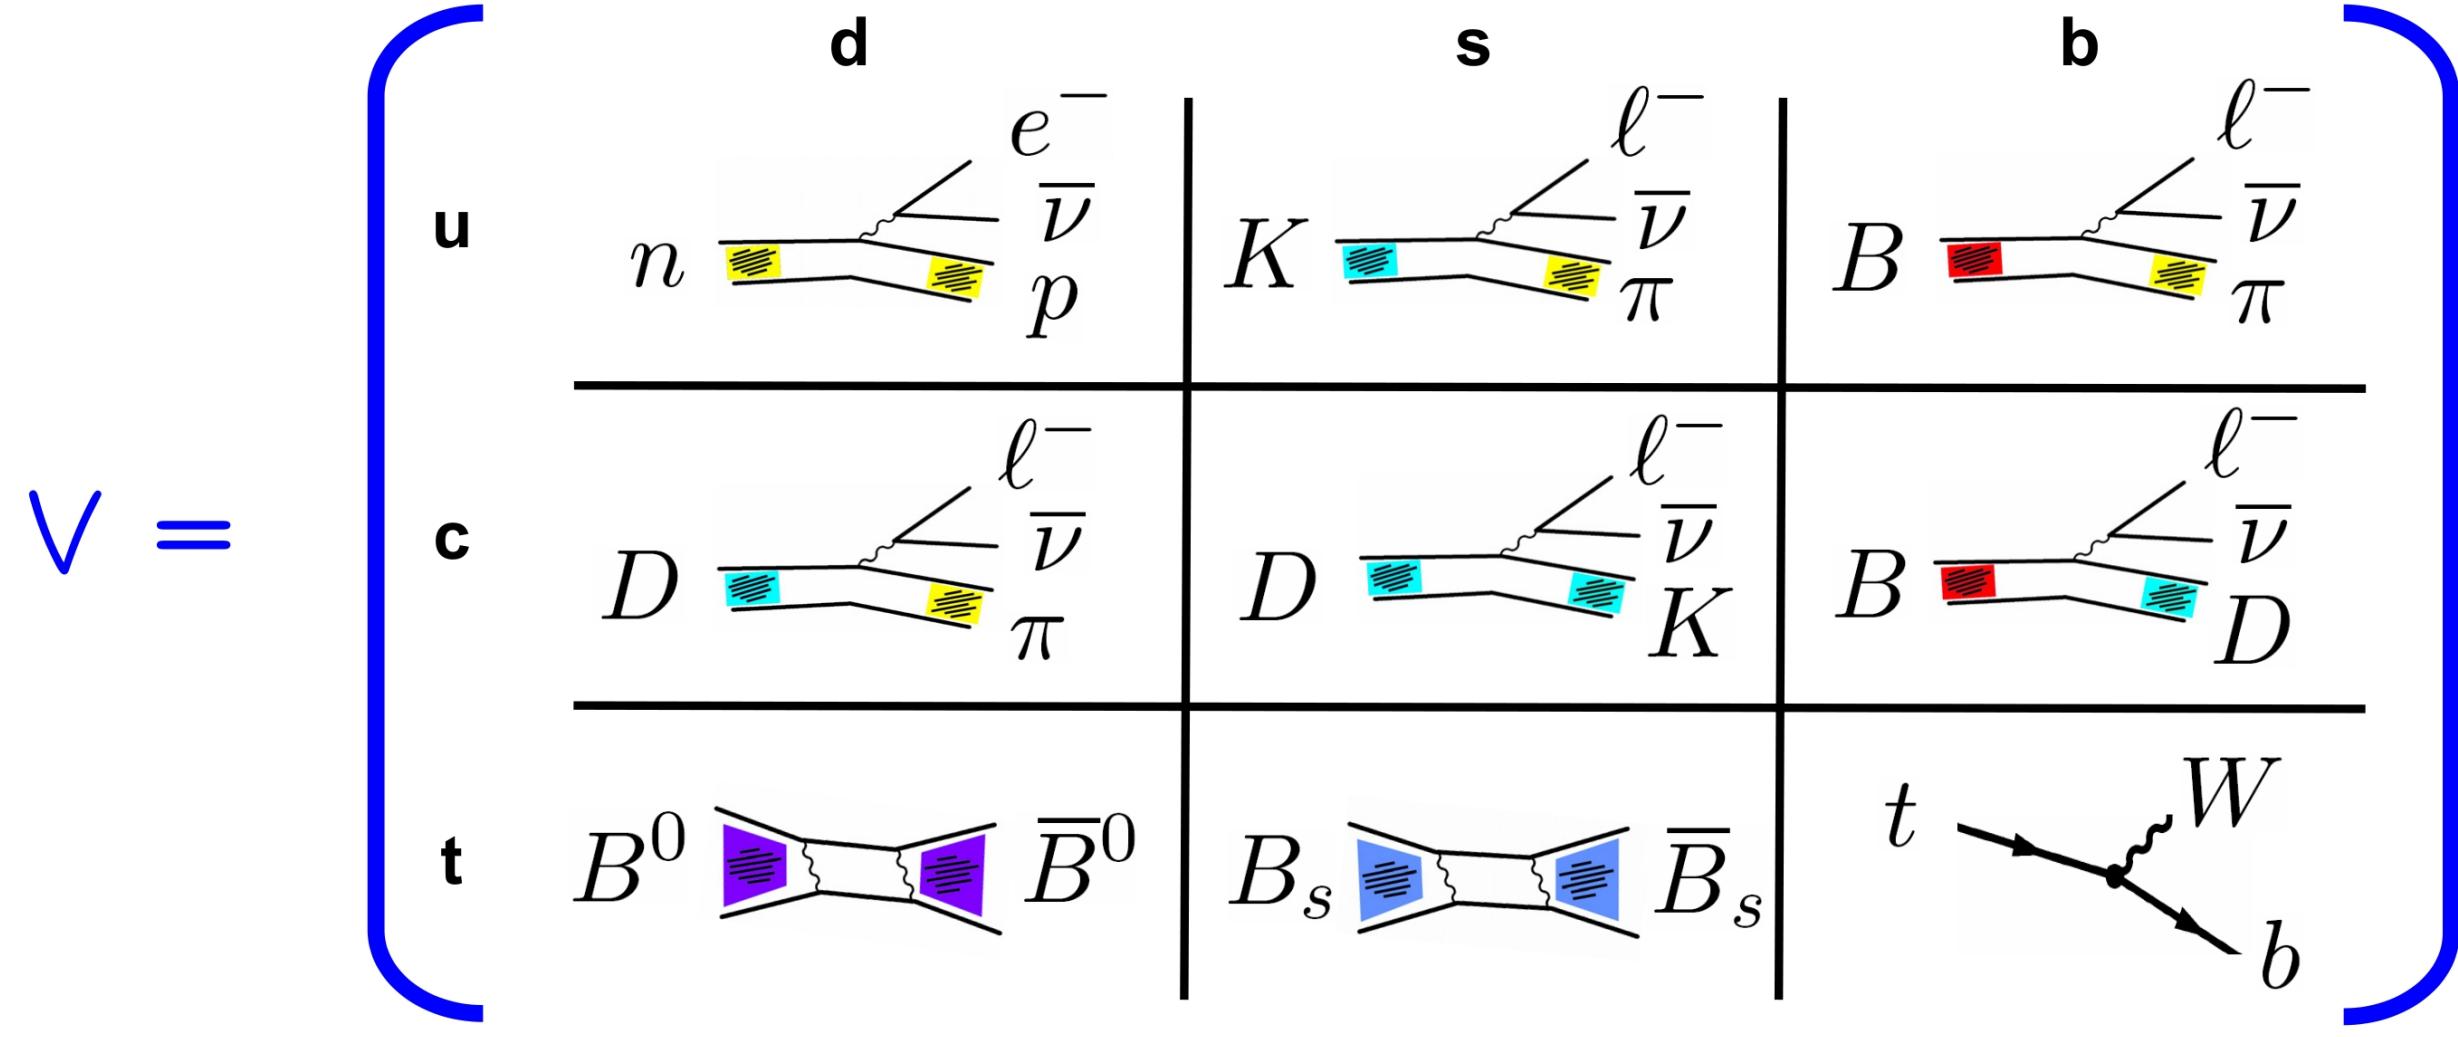 d s b
u n e⁻ ν̄ p K ℓ⁻ ν̄ π B ℓ⁻ ν̄ π
V = c D ℓ⁻ ν̄ π D ℓ⁻ ν̄ K B ℓ⁻ ν̄ D
t B⁰ B̄⁰ Bₛ B̄ₛ t W b